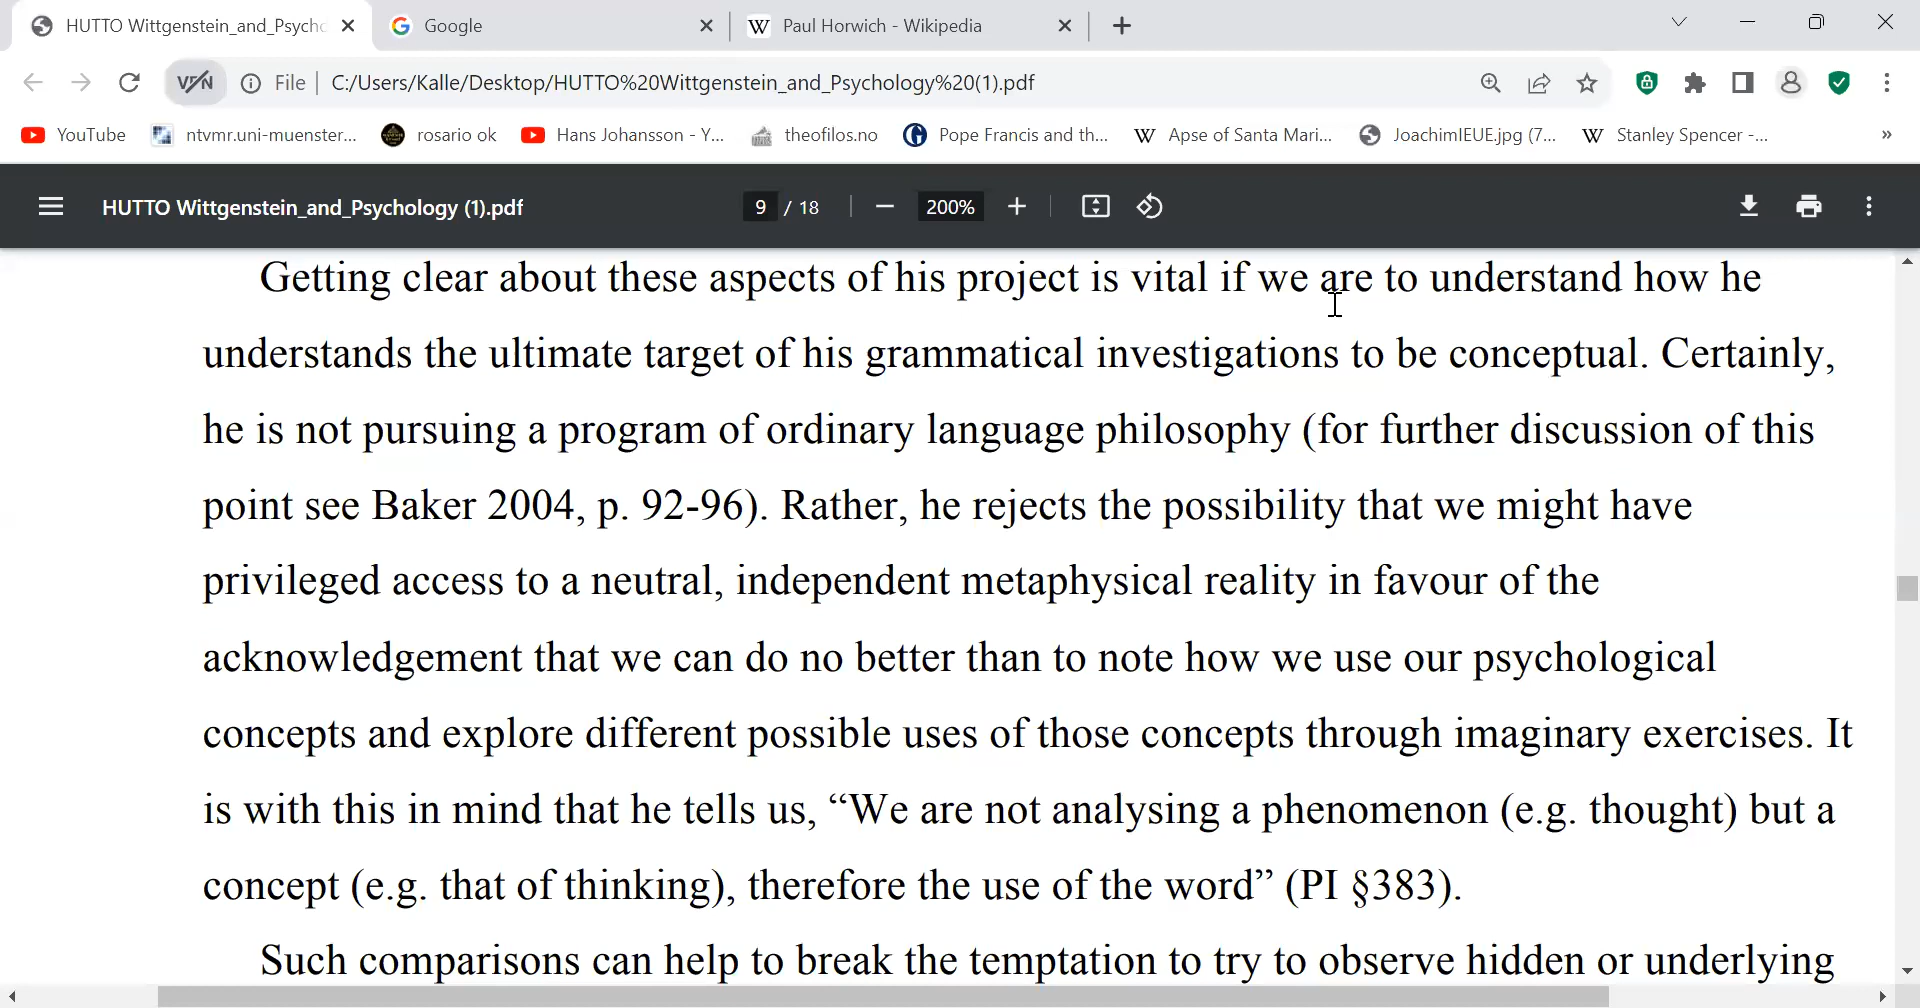 HUTTO Wittgenstein_and_Psycho
Google
Paul Horwich - Wikipedia
VPN
File
C:/Users/Kalle/Desktop/HUTTO%20Wittgenstein_and_Psychology%20(1).pdf
YouTube
ntvmr.uni-muenster...
rosario ok
Hans Johansson - Y...
theofilos.no
Pope Francis and th...
Apse of Santa Mari...
JoachimIEUE.jpg (7...
Stanley Spencer -...
HUTTO Wittgenstein_and_Psychology (1).pdf
9 / 18
200%
Getting clear about these aspects of his project is vital if we are to understand how he
understands the ultimate target of his grammatical investigations to be conceptual. Certainly,
he is not pursuing a program of ordinary language philosophy (for further discussion of this
point see Baker 2004, p. 92-96). Rather, he rejects the possibility that we might have
privileged access to a neutral, independent metaphysical reality in favour of the
acknowledgement that we can do no better than to note how we use our psychological
concepts and explore different possible uses of those concepts through imaginary exercises. It
is with this in mind that he tells us, “We are not analysing a phenomenon (e.g. thought) but a
concept (e.g. that of thinking), therefore the use of the word” (PI §383).
Such comparisons can help to break the temptation to try to observe hidden or underlying